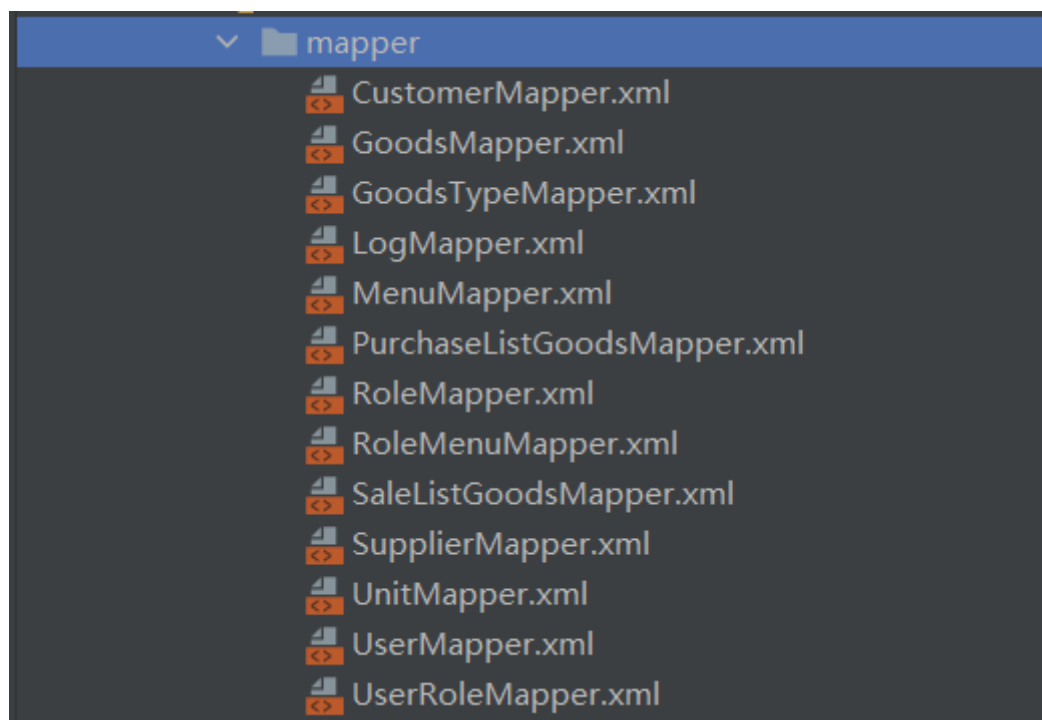 mapper
CustomerMapper.xml
GoodsMapper.xml
GoodsTypeMapper.xml
LogMapper.xml
MenuMapper.xml
PurchaseListGoodsMapper.xml
RoleMapper.xml
RoleMenuMapper.xml
SaleListGoodsMapper.xml
SupplierMapper.xml
UnitMapper.xml
UserMapper.xml
UserRoleMapper.xml